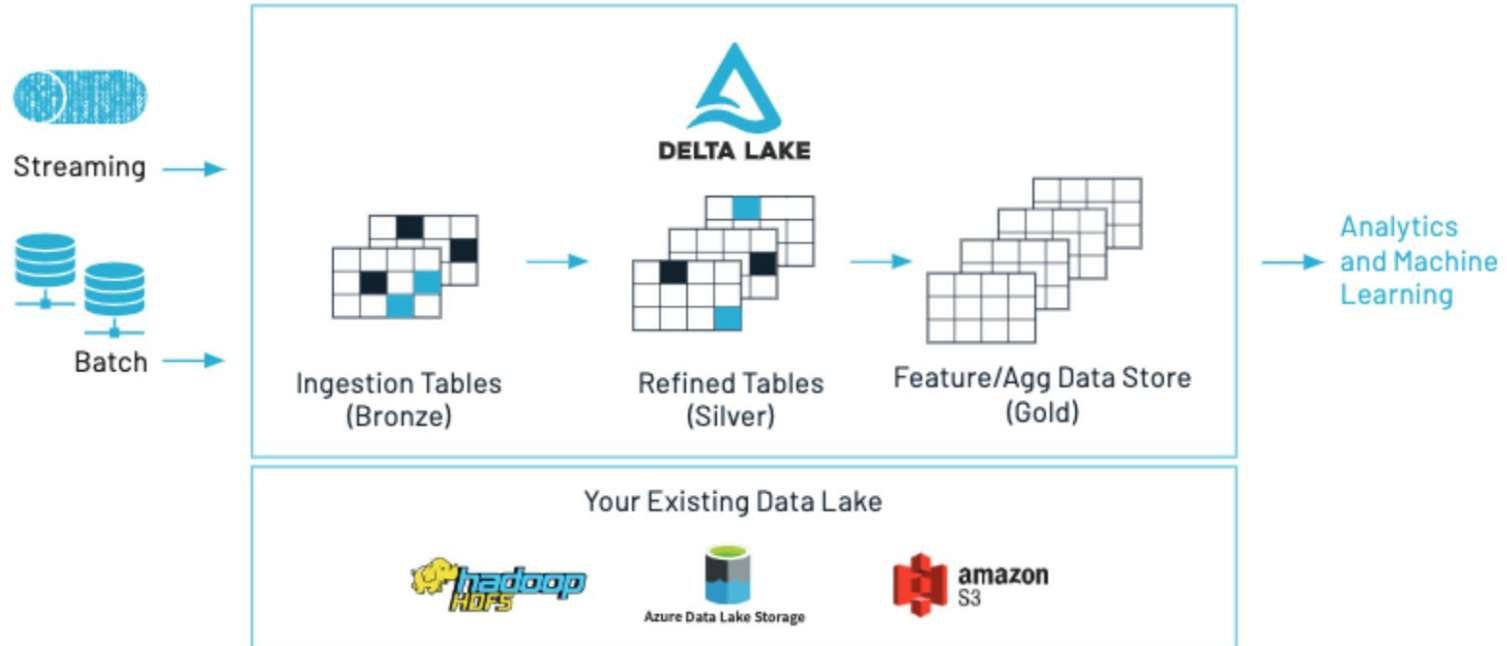 DELTA LAKE
Streaming
Batch
Ingestion Tables
(Bronze)
Refined Tables
(Silver)
Feature/Agg Data Store
(Gold)
Analytics
and Machine
Learning
Your Existing Data Lake
hadoop
HDFS
Azure Data Lake Storage
amazon
S3